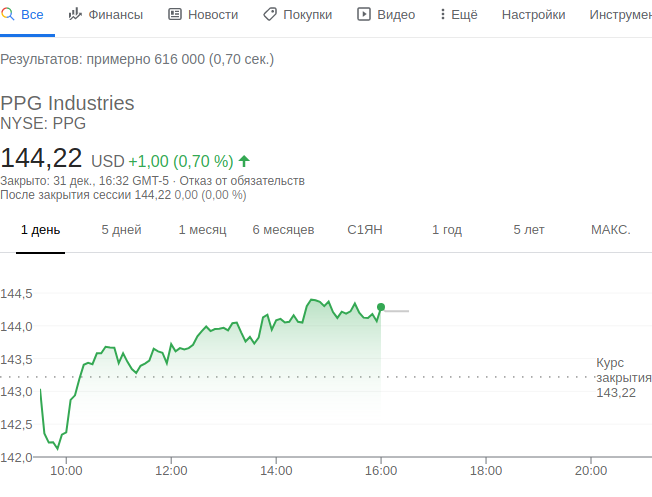 Все Финансы Новости Покупки Видео Ещё Настройки Инструмен
Результатов: примерно 616 000 (0,70 сек.)
PPG Industries
NYSE: PPG
144,22 USD +1,00 (0,70 %)
Закрыто: 31 дек., 16:32 GMT-5 · Отказ от обязательств
После закрытия сессии 144,22 0,00 (0,00 %)
1 день 5 дней 1 месяц 6 месяцев С1ЯН 1 год 5 лет МАКС.
144,5
144,0
143,5
143,0
142,5
142,0
Курс
закрытия
143,22
10:00 12:00 14:00 16:00 18:00 20:00